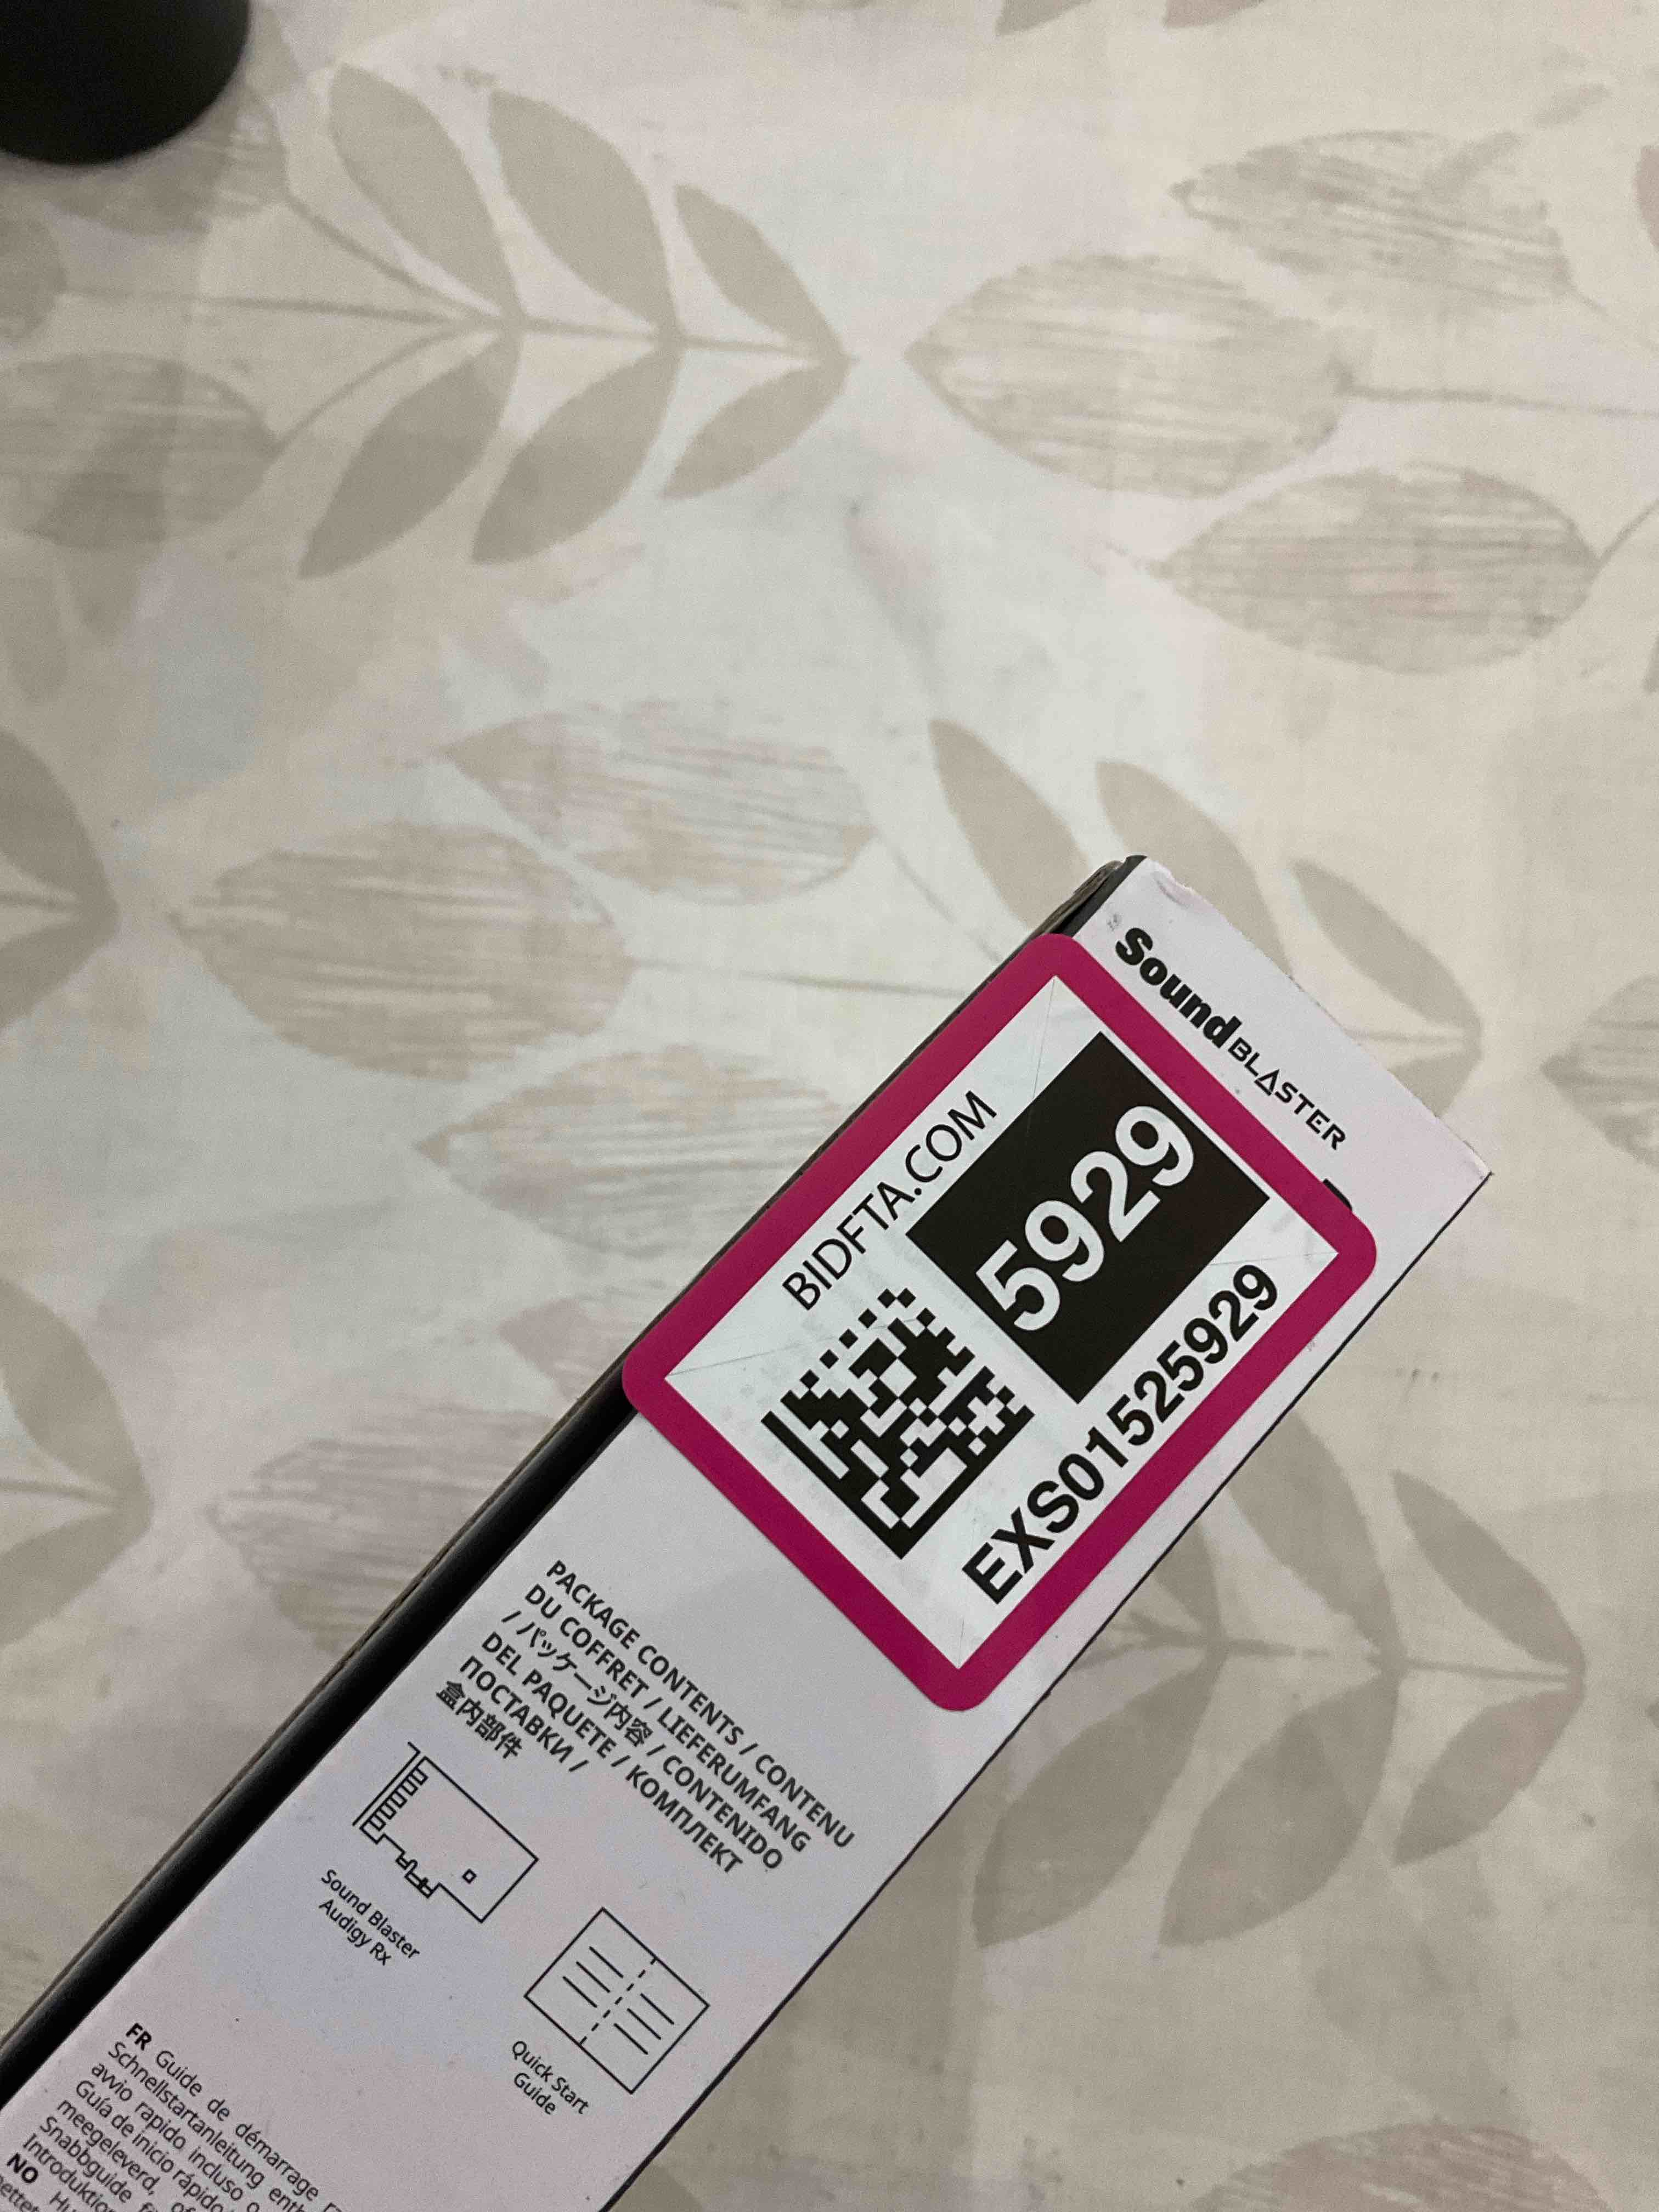 Sound BLASTER
BIDFTA.COM
5929
EXS01525929
PACKAGE CONTENTS / CONTENU
DU COFFRET / LIEFERUMFANG
/ パッケージ内容 / CONTENIDO
DEL PAQUETE / КОМПЛЕКТ
ПОСТАВКИ /
盒内部件
Sound Blaster
Audigy Rx
Quick Start
Guide
FR Guide de démarrage
Schnellstartanleitung
avvio rapido incluso
Guía de inicio rápido
meegeleverd,
Snabbguide
NO